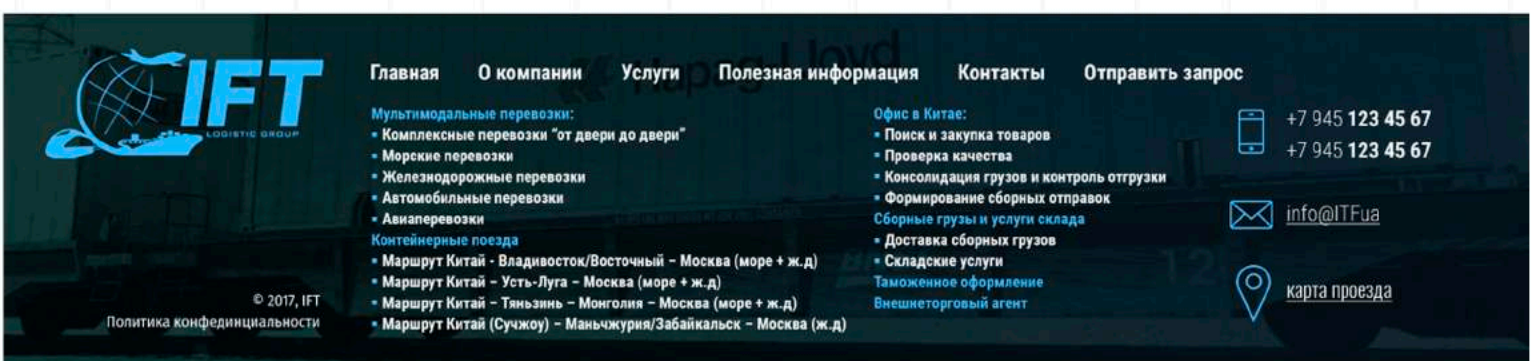 IFT
LOGISTIC GROUP
© 2017, IFT
Политика конфединциальности
Hapag-Lloyd
Главная О компании Услуги Полезная информация Контакты Отправить запрос
Мультимодальные перевозки:
Комплексные перевозки “от двери до двери”
Морские перевозки
Железнодорожные перевозки
Автомобильные перевозки
Авиаперевозки
Контейнерные поезда
Маршрут Китай - Владивосток/Восточный – Москва (море + ж.д)
Маршрут Китай – Усть-Луга – Москва (море + ж.д)
Маршрут Китай – Тяньзинь – Монголия – Москва (море + ж.д)
Маршрут Китай (Сучжоу) – Маньчжурия/Забайкальск – Москва (ж.д)
Офис в Китае:
Поиск и закупка товаров
Проверка качества
Консолидация грузов и контроль отгрузки
Формирование сборных отправок
Сборные грузы и услуги склада
Доставка сборных грузов
Складские услуги
Таможенное оформление
Внешнеторговый агент
+7 945 123 45 67
+7 945 123 45 67
info@ITFua
карта проезда